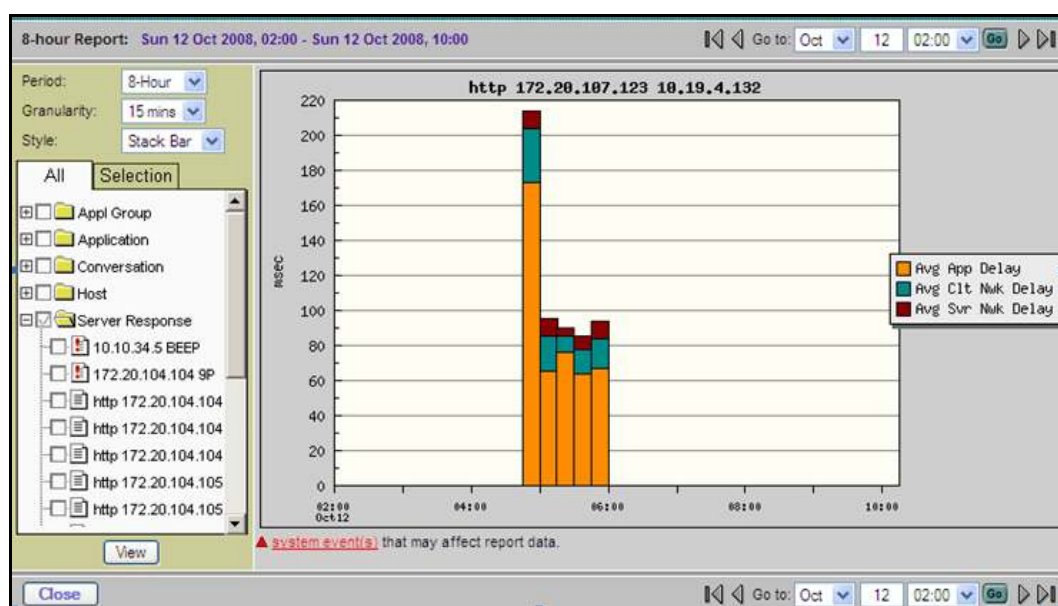 8-hour Report: Sun 12 Oct 2008, 02:00 - Sun 12 Oct 2008, 10:00
Go to: Oct 12 02:00 Go
Period: 8-Hour
Granularity: 15 mins
Style: Stack Bar
All Selection
Appl Group
Application
Conversation
Host
Server Response
10.10.34.5 BEEP
172.20.104.104 9P
http 172.20.104.104
http 172.20.104.104
http 172.20.104.104
http 172.20.104.105
http 172.20.104.105
View
http 172.20.107.123 10.19.4.132
msec
220
200
180
160
140
120
100
80
60
40
20
0
02:00 04:00 06:00 08:00 10:00
Oct12
Avg App Delay
Avg Clt Nwk Delay
Avg Svr Nwk Delay
system event(s) that may affect report data.
Close
Go to: Oct 12 02:00 Go